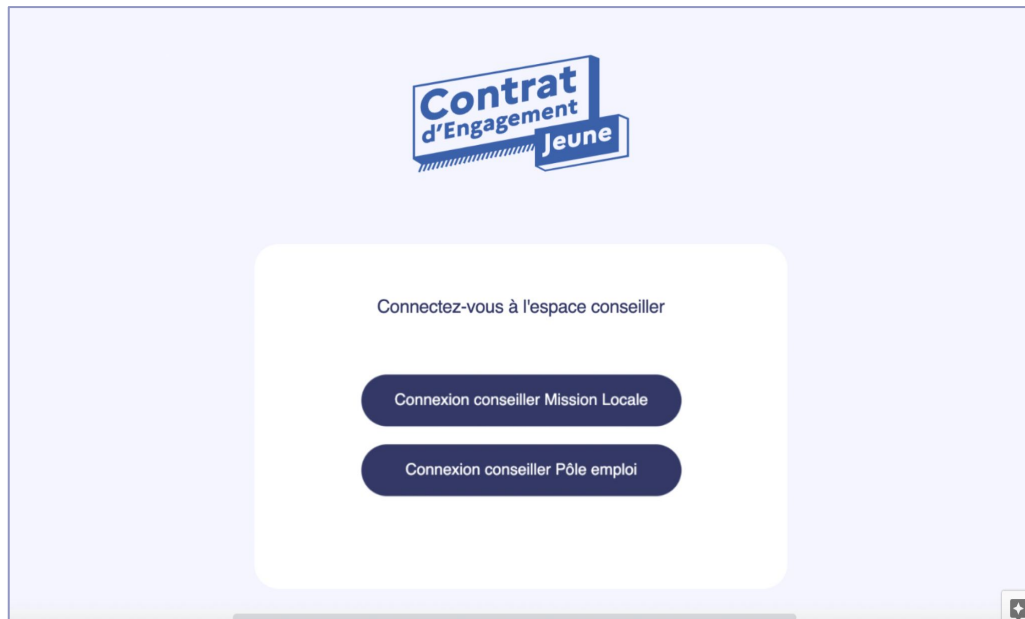 Contrat
d'Engagement
Jeune
Connectez-vous à l'espace conseiller
Connexion conseiller Mission Locale
Connexion conseiller Pôle emploi